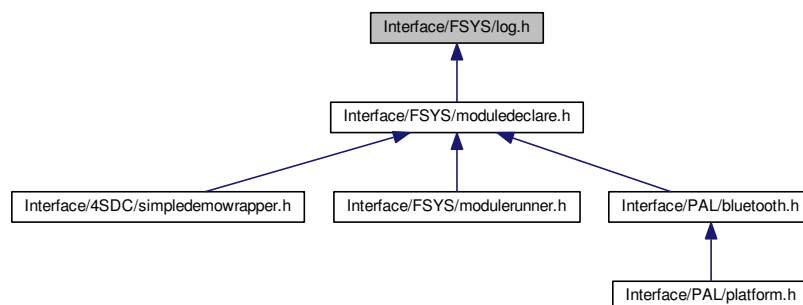 Interface/FSYS/log.h
Interface/FSYS/moduledeclare.h
Interface/4SDC/simpledemowrapper.h
Interface/FSYS/modulerunner.h
Interface/PAL/bluetooth.h
Interface/PAL/platform.h